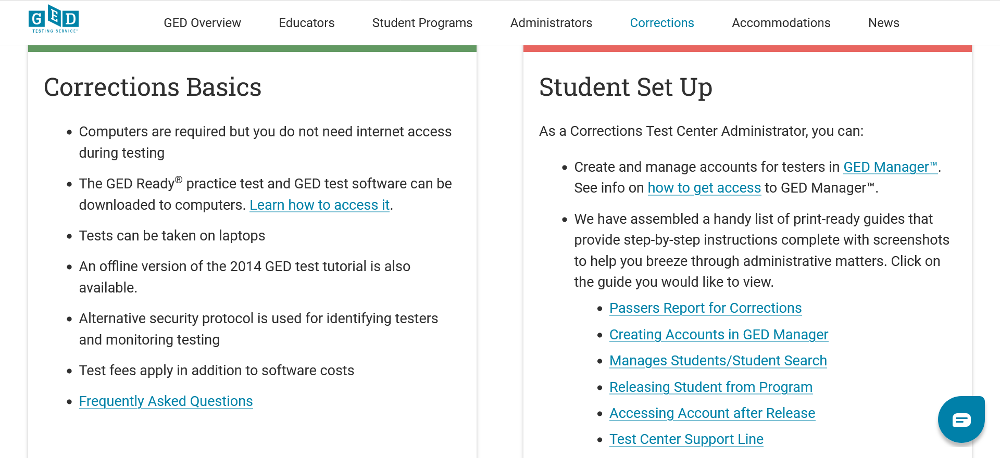 GED
TESTING SERVICE®
GED Overview
Educators
Student Programs
Administrators
Corrections
Accommodations
News
Corrections Basics
Computers are required but you do not need internet access
during testing
The GED Ready® practice test and GED test software can be
downloaded to computers. Learn how to access it.
Tests can be taken on laptops
An offline version of the 2014 GED test tutorial is also
available.
Alternative security protocol is used for identifying testers
and monitoring testing
Test fees apply in addition to software costs
Frequently Asked Questions
Student Set Up
As a Corrections Test Center Administrator, you can:
Create and manage accounts for testers in GED Manager™.
See info on how to get access to GED Manager™.
We have assembled a handy list of print-ready guides that
provide step-by-step instructions complete with screenshots
to help you breeze through administrative matters. Click on
the guide you would like to view.
Passers Report for Corrections
Creating Accounts in GED Manager
Manages Students/Student Search
Releasing Student from Program
Accessing Account after Release
Test Center Support Line